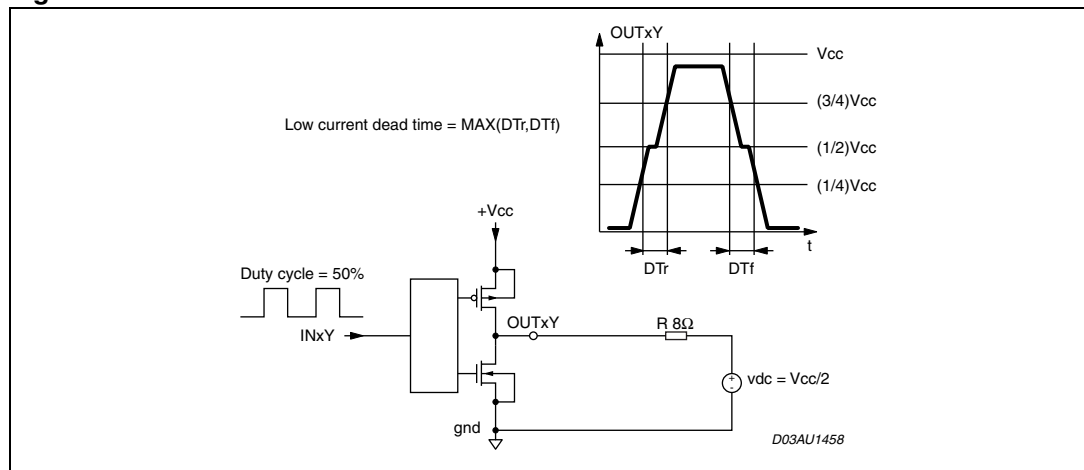 OUTxY
Vcc
(3/4)Vcc
Low current dead time = MAX(DTr,DTf)
(1/2)Vcc
(1/4)Vcc
+Vcc
t
DTr
DTf
Duty cycle = 50%
OUTxY
R 8Ω
INxY
+
-
vdc = Vcc/2
gnd
D03AU1458